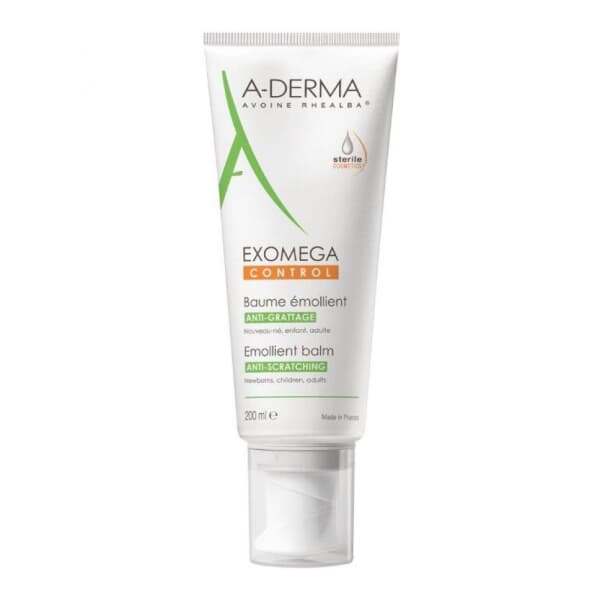 A-DERMA
AVOINE RHEALBA®
sterile
COSMETICS
EXOMEGA
CONTROL
Baume émollient
ANTI-GRATTAGE
Nouveau-né, enfant, adulte
Emollient balm
ANTI-SCRATCHING
Newborns, children, adults
200 ml ℮
Made in France